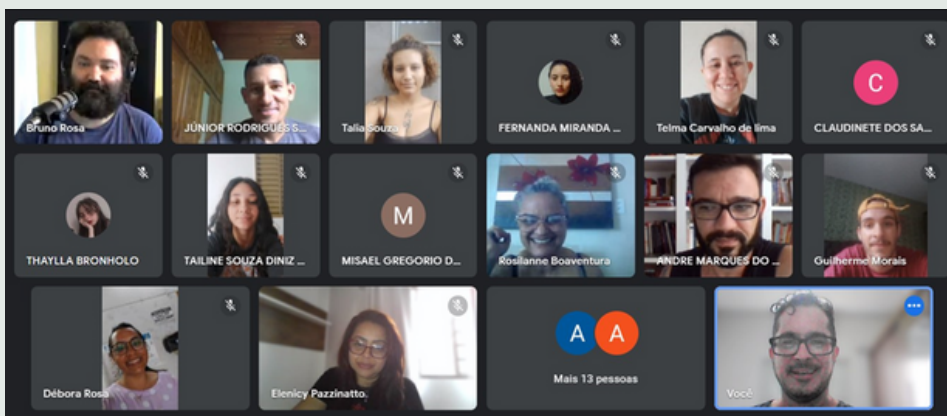 Bruno Rosa
JÚNIOR RODRIGUES S...
Talia Souza
FERNANDA MIRANDA ...
Telma Carvalho de lima
C
CLAUDINETE DOS SA...
THAYLLA BRONHOLO
TAILINE SOUZA DINIZ ...
M
MISAEL GREGORIO D...
Rosilanne Boaventura
ANDRE MARQUES DO ...
Guilherme Morais
Débora Rosa
Elenicy Pazzinatto
A A
Mais 13 pessoas
Você